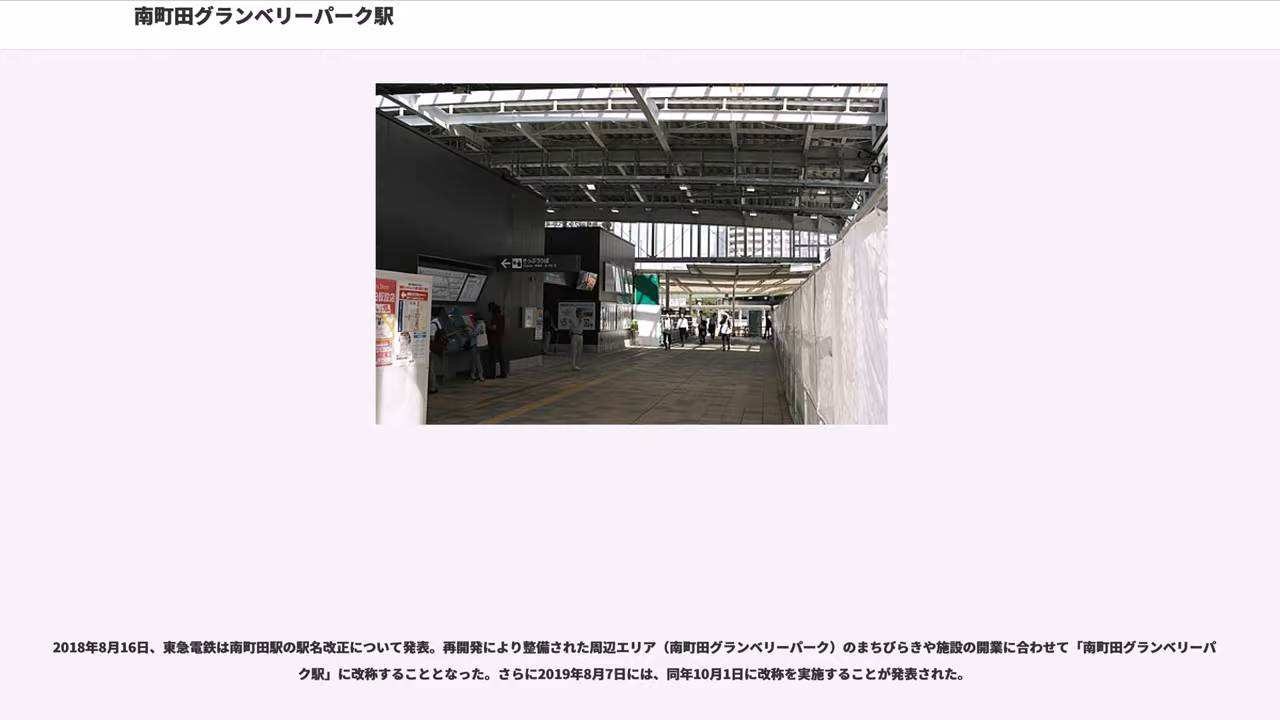 南町田グランベリーパーク駅
きっぷうりば
2018年8月16日、東急電鉄は南町田駅の駅名改正について発表。再開発により整備された周辺エリア（南町田グランベリーパーク）のまちびらきや施設の開業に合わせて「南町田グランベリーパ
ク駅」に改称することとなった。さらに2019年8月7日には、同年10月1日に改称を実施することが発表された。